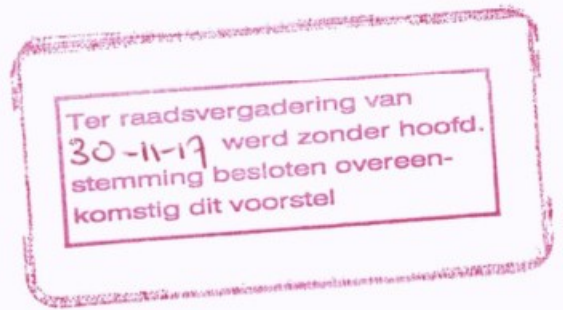 Ter raadsvergadering van
30-11-17 werd zonder hoofd.
stemming besloten overeen-
komstig dit voorstel